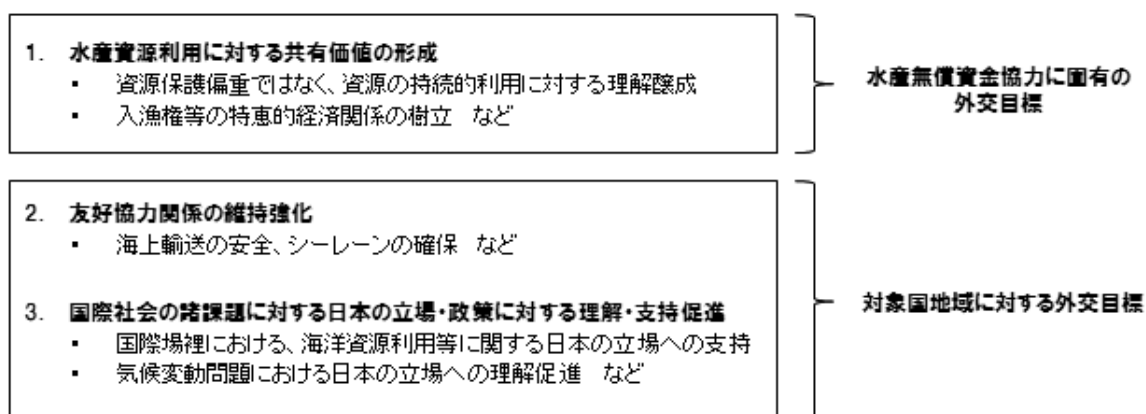 1. 水産資源利用に対する共有価値の形成
▪ 資源保護偏重ではなく、資源の持続的利用に対する理解醸成
▪ 入漁権等の特恵的経済関係の樹立 など
水産無償資金協力に固有の
外交目標
2. 友好協力関係の維持強化
▪ 海上輸送の安全、シーレーンの確保 など
3. 国際社会の諸課題に対する日本の立場・政策に対する理解・支持促進
▪ 国際場裡における、海洋資源利用等に関する日本の立場への支持
▪ 気候変動問題における日本の立場への理解促進 など
対象国地域に対する外交目標